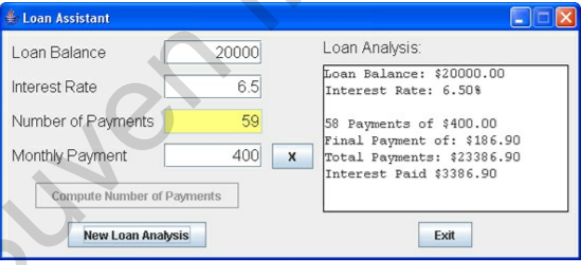 Loan Assistant
Loan Balance 20000
Interest Rate 6.5
Number of Payments 59
Monthly Payment 400 X
Compute Number of Payments
New Loan Analysis
Loan Analysis:
Loan Balance: $20000.00
Interest Rate: 6.50%
58 Payments of $400.00
Final Payment of: $186.90
Total Payments: $23386.90
Interest Paid $3386.90
Exit